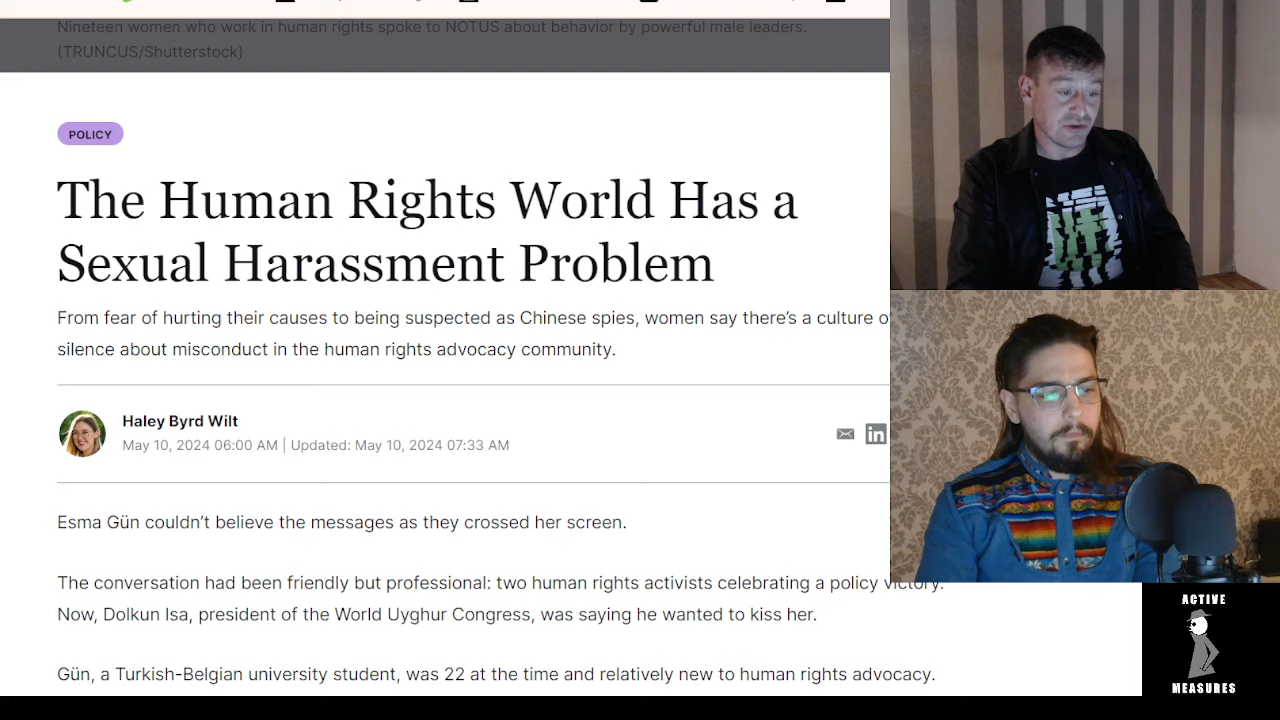 Nineteen women who work in human rights spoke to NOTUS about behavior by powerful male leaders.
(TRUNCUS/Shutterstock)
POLICY
The Human Rights World Has a
Sexual Harassment Problem
From fear of hurting their causes to being suspected as Chinese spies, women say there's a culture o
silence about misconduct in the human rights advocacy community.
Haley Byrd Wilt
May 10, 2024 06:00 AM | Updated: May 10, 2024 07:33 AM
in
Esma Gün couldn't believe the messages as they crossed her screen.
The conversation had been friendly but professional: two human rights activists celebrating a policy victory.
Now, Dolkun Isa, president of the World Uyghur Congress, was saying he wanted to kiss her.
Gün, a Turkish-Belgian university student, was 22 at the time and relatively new to human rights advocacy.
ACTIVE
MEASURES